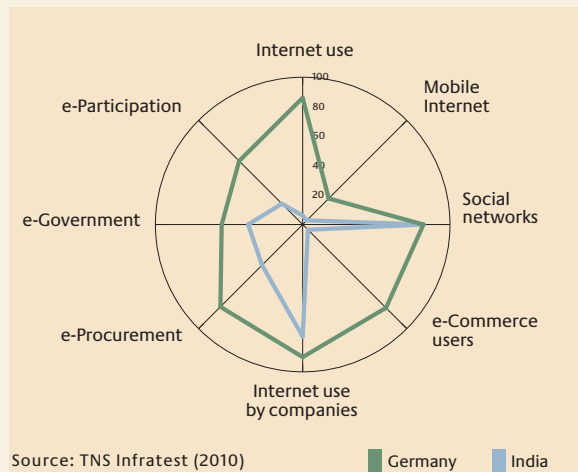 Internet use
100
Mobile
Internet
80
e-Participation
60
40
20
Social
networks
e-Government
e-Commerce
users
e-Procurement
Internet use
by companies
Source: TNS Infratest (2010)
Germany
India